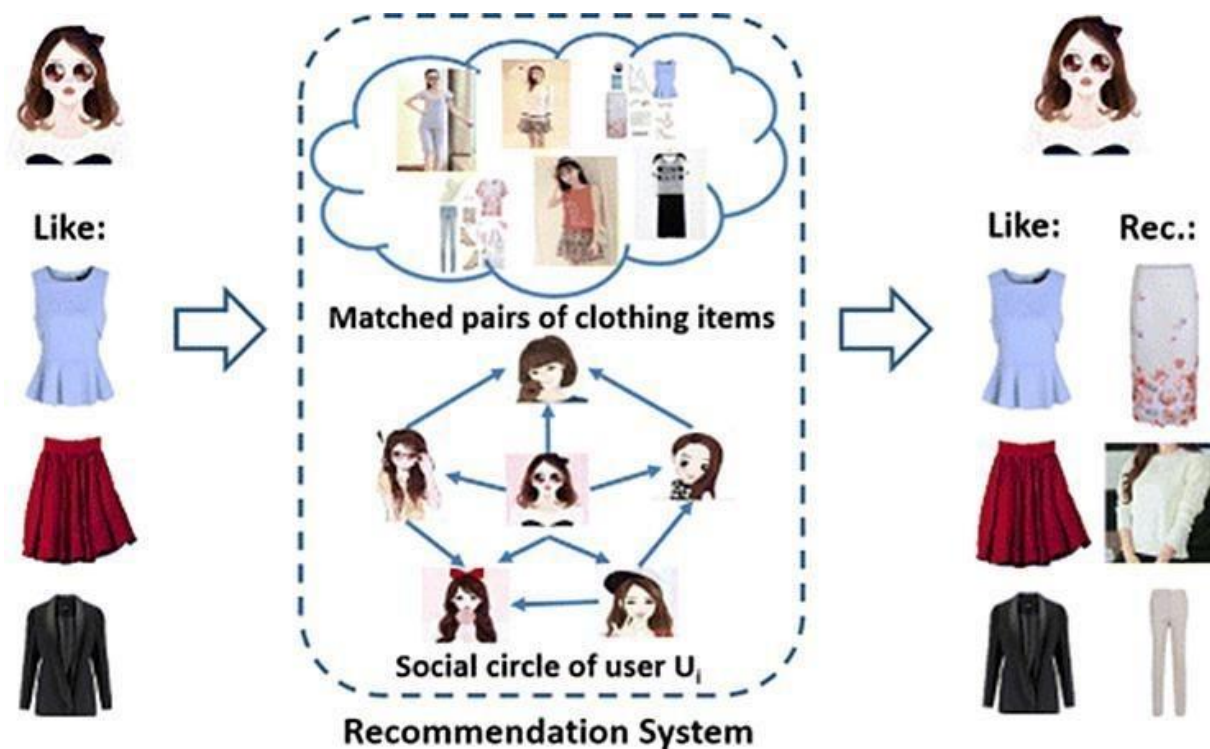 Like:
Matched pairs of clothing items
Social circle of user Uᵢ
Recommendation System
Like:
Rec.: